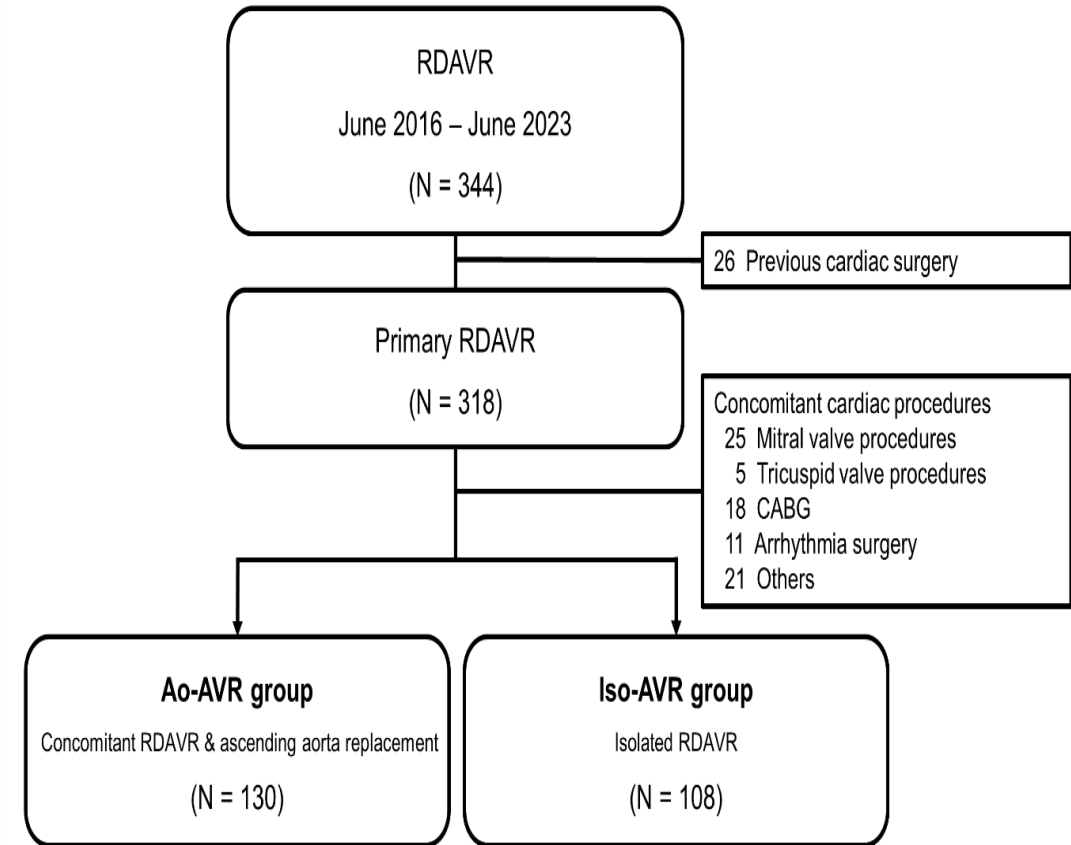 RDAVR
June 2016 – June 2023
(N = 344)
26 Previous cardiac surgery
Primary RDAVR
(N = 318)
Concomitant cardiac procedures
25 Mitral valve procedures
5 Tricuspid valve procedures
18 CABG
11 Arrhythmia surgery
21 Others
Ao-AVR group
Concomitant RDAVR & ascending aorta replacement
(N = 130)
Iso-AVR group
Isolated RDAVR
(N = 108)